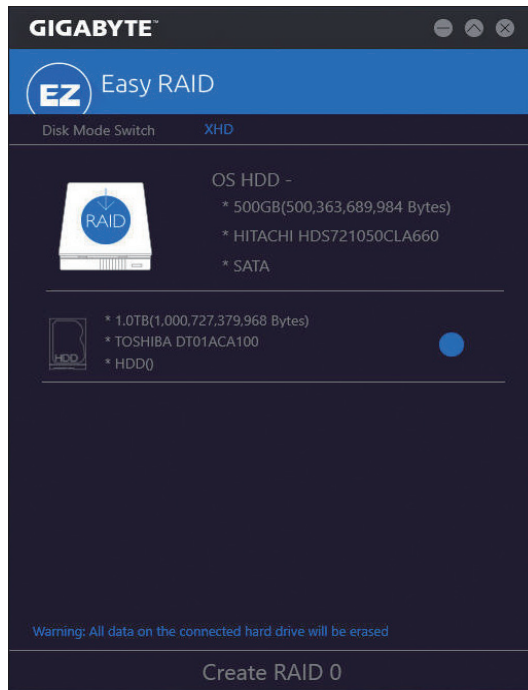 GIGABYTE™
EZ Easy RAID
Disk Mode Switch XHD
RAID
OS HDD -
* 500GB(500,363,689,984 Bytes)
* HITACHI HDS721050CLA660
* SATA
HDD
* 1.0TB(1,000,727,379,968 Bytes)
* TOSHIBA DT01ACA100
* HDD()
Warning: All data on the connected hard drive will be erased
Create RAID 0